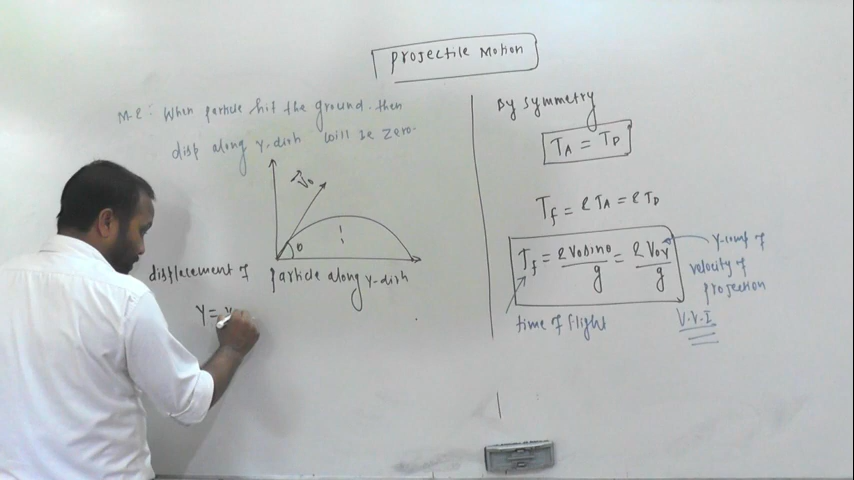 Projectile Motion
M-2: When particle hit the ground. then
disp along Y-dirn will be zero.
V₀
θ
displacement of particle along Y-dirn
Y =
By symmetry
T_A = T_D
T_f = 2T_A = 2T_D
T_f = 2V₀sinθ/g = 2V₀y/g
time of flight
Y-comp of
velocity of
projection
V.V.I